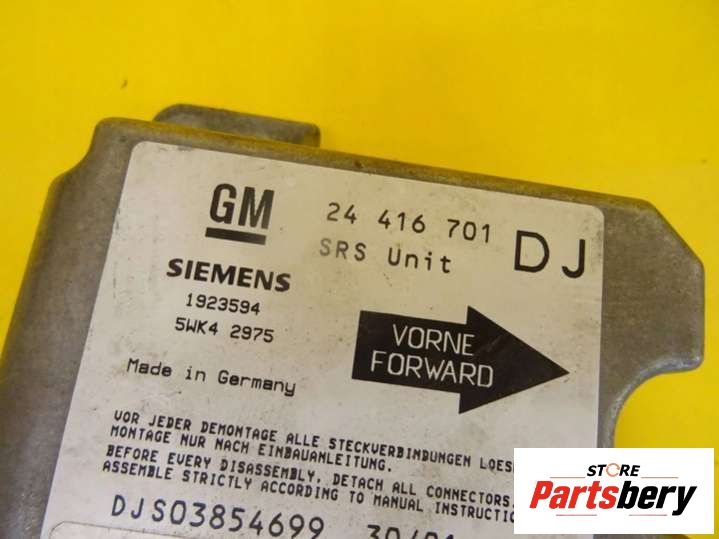 GM
24 416 701
DJ
SRS Unit
SIEMENS
1923594
5WK4 2975
VORNE
FORWARD
Made in Germany
VOR JEDER DEMONTAGE ALLE STECKVERBINDUNGEN
MONTAGE NUR NACH EINBAUANLEITUNG.
BEFORE EVERY DISASSEMBLY, DETACH ALL CONNECTORS.
ASSEMBLE STRICTLY ACCORDING TO MANUAL
DJS03854699
STORE
Partsbery